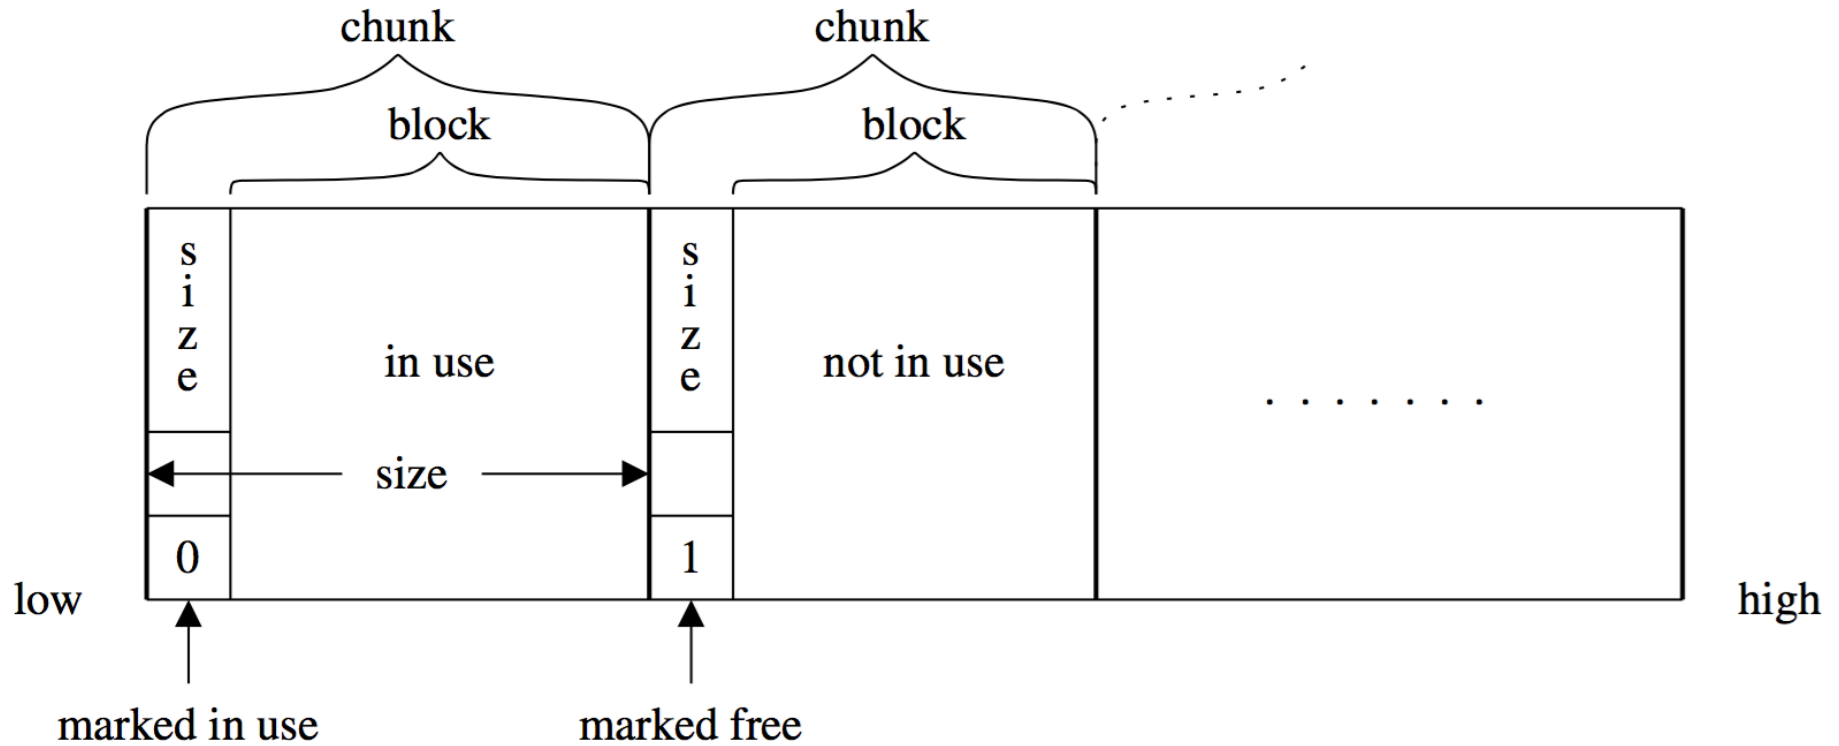 chunk chunk
block block
s
i
z
e
in use
s
i
z
e
not in use
. . . . . . .
size
0
1
low
high
marked in use
marked free